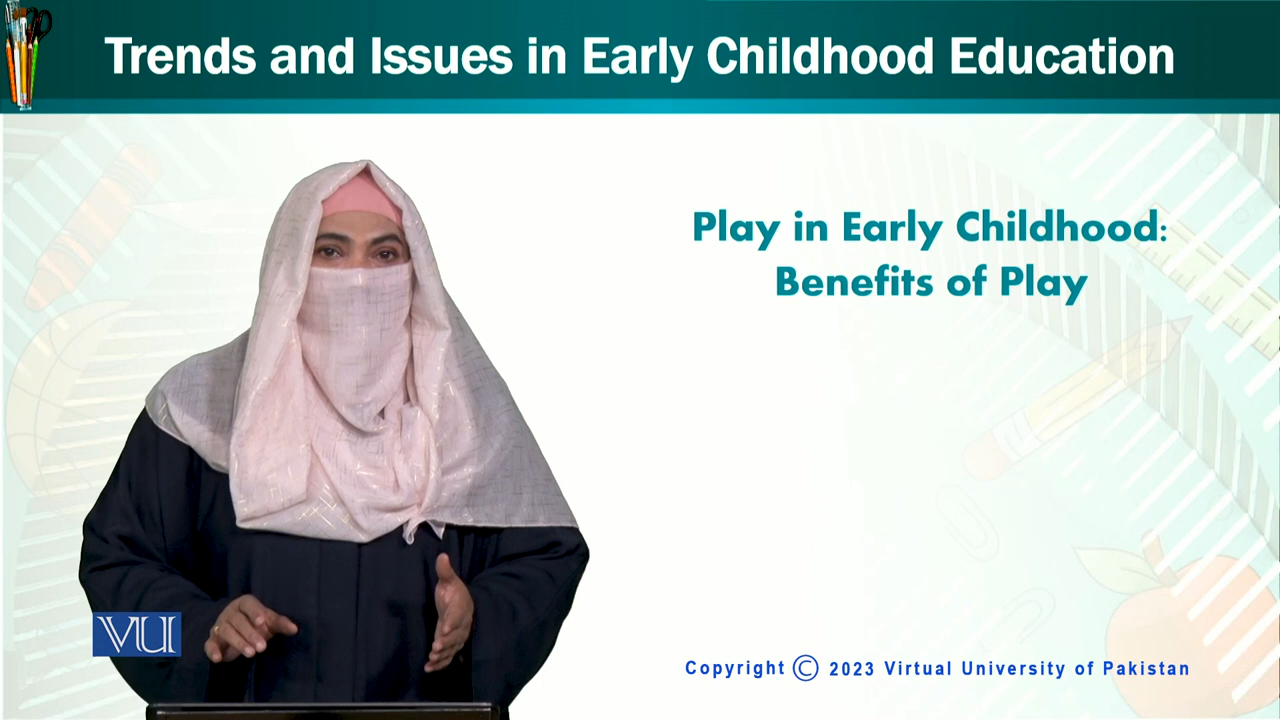 Trends and Issues in Early Childhood Education
Play in Early Childhood:
Benefits of Play
VU
Copyright © 2023 Virtual University of Pakistan